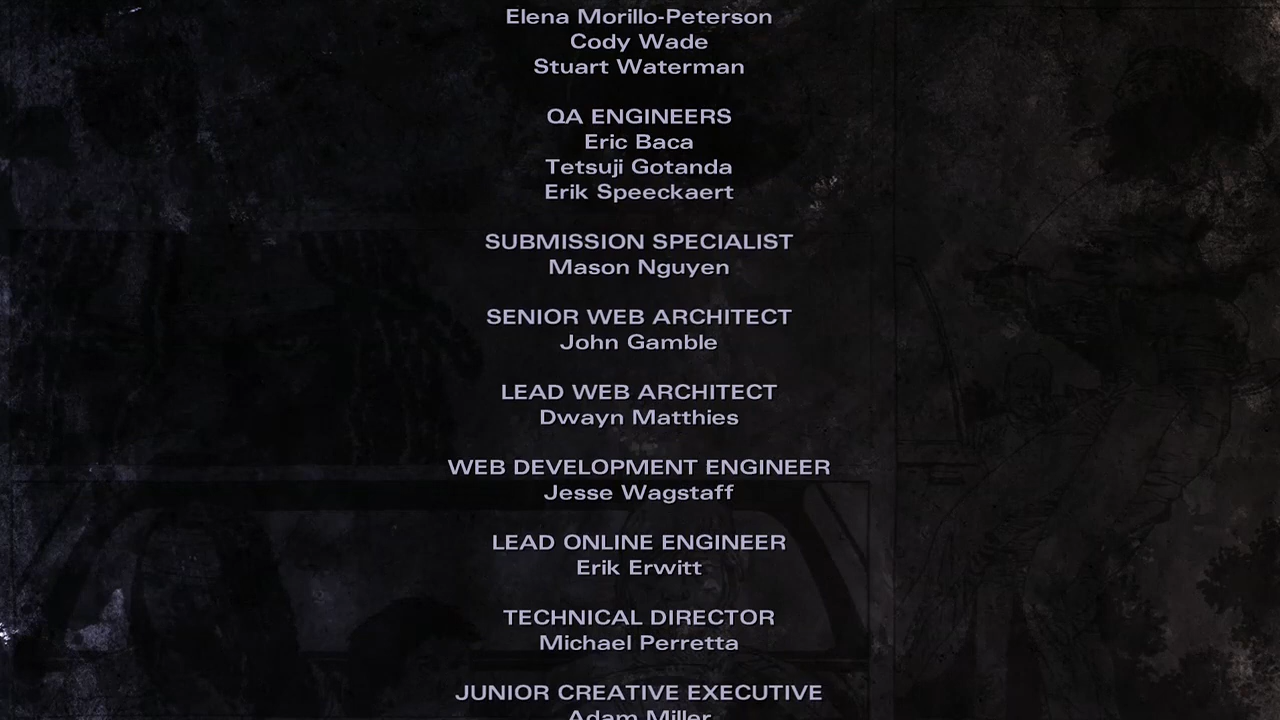 Elena Morillo-Peterson
Cody Wade
Stuart Waterman
QA ENGINEERS
Eric Baca
Tetsuji Gotanda
Erik Speeckaert
SUBMISSION SPECIALIST
Mason Nguyen
SENIOR WEB ARCHITECT
John Gamble
LEAD WEB ARCHITECT
Dwayn Matthies
WEB DEVELOPMENT ENGINEER
Jesse Wagstaff
LEAD ONLINE ENGINEER
Erik Erwitt
TECHNICAL DIRECTOR
Michael Perretta
JUNIOR CREATIVE EXECUTIVE
Adam Miller